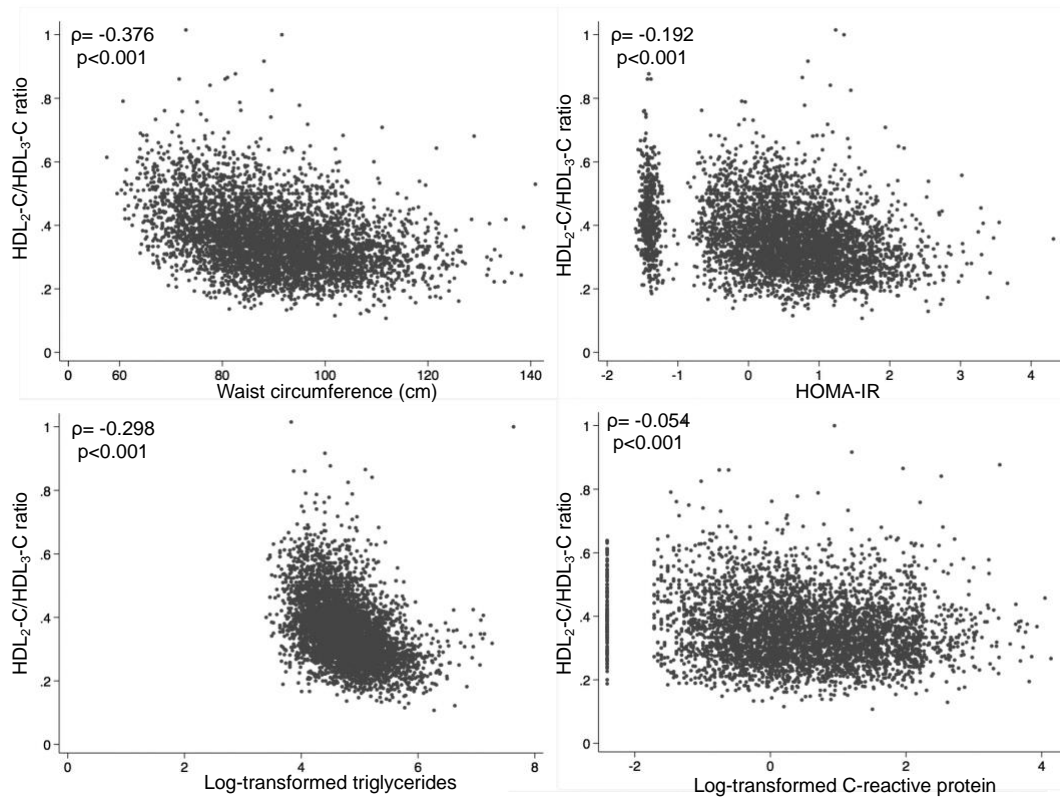 ρ= -0.376
p<0.001
HDL₂-C/HDL₃-C ratio
1
.8
.6
.4
.2
0
0 60 80 100 120 140
Waist circumference (cm)
ρ= -0.192
p<0.001
HDL₂-C/HDL₃-C ratio
1
.8
.6
.4
.2
0
-2 -1 0 1 2 3 4
HOMA-IR
ρ= -0.298
p<0.001
HDL₂-C/HDL₃-C ratio
1
.8
.6
.4
.2
0
0 2 4 6 8
Log-transformed triglycerides
ρ= -0.054
p<0.001
HDL₂-C/HDL₃-C ratio
1
.8
.6
.4
.2
0
-2 0 2 4
Log-transformed C-reactive protein